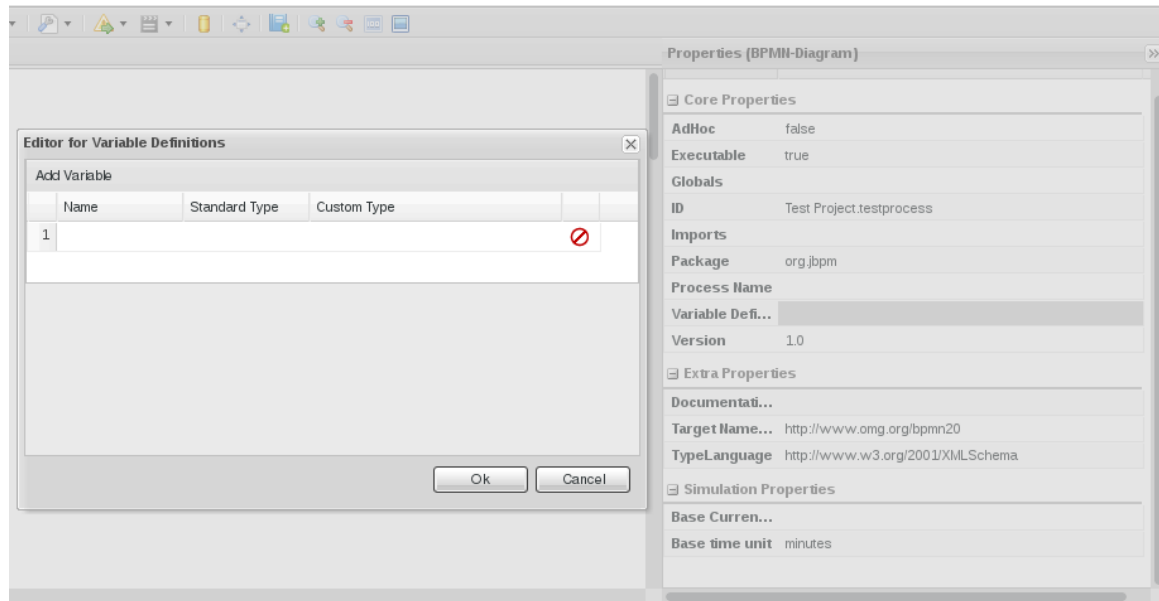 Properties (BPMN-Diagram)
Editor for Variable Definitions
Add Variable
Name Standard Type Custom Type
1
Ok Cancel
Core Properties
AdHoc false
Executable true
Globals
ID Test Project.testprocess
Imports
Package org.jbpm
Process Name
Variable Defi...
Version 1.0
Extra Properties
Documentati...
Target Name... http://www.omg.org/bpmn20
TypeLanguage http://www.w3.org/2001/XMLSchema
Simulation Properties
Base Curren...
Base time unit minutes